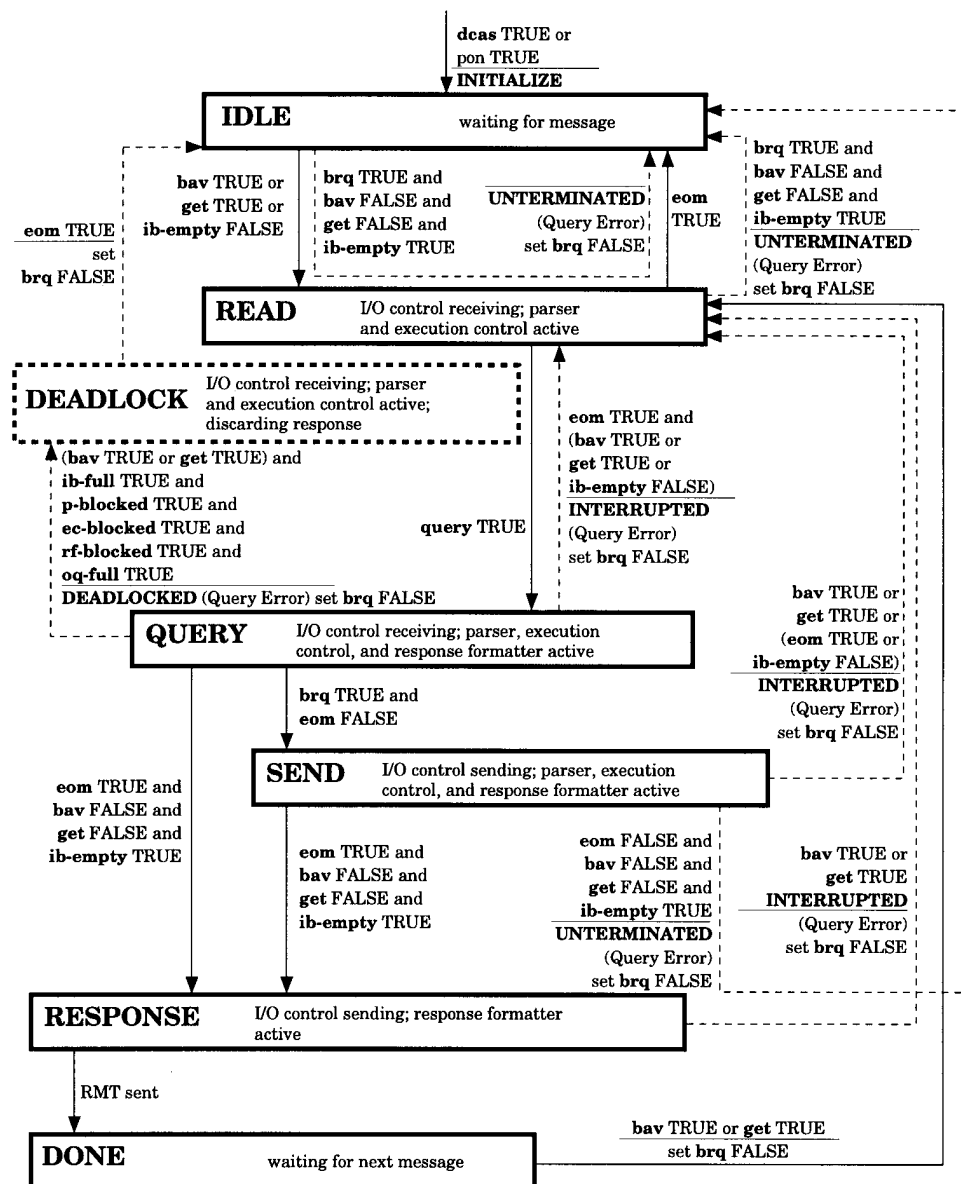 dcas TRUE or
pon TRUE
INITIALIZE
IDLE
waiting for message
bav TRUE or
get TRUE or
ib-empty FALSE
brq TRUE and
bav FALSE and
get FALSE and
ib-empty TRUE
UNTERMINATED
(Query Error)
set brq FALSE
eom
TRUE
brq TRUE and
bav FALSE and
get FALSE and
ib-empty TRUE
UNTERMINATED
(Query Error)
set brq FALSE
eom TRUE
set
brq FALSE
READ
I/O control receiving; parser
and execution control active
DEADLOCK
I/O control receiving; parser
and execution control active;
discarding response
(bav TRUE or get TRUE) and
ib-full TRUE and
p-blocked TRUE and
ec-blocked TRUE and
rf-blocked TRUE and
oq-full TRUE
DEADLOCKED (Query Error) set brq FALSE
query TRUE
eom TRUE and
(bav TRUE or
get TRUE or
ib-empty FALSE)
INTERRUPTED
(Query Error)
set brq FALSE
bav TRUE or
get TRUE or
(eom TRUE or
ib-empty FALSE)
INTERRUPTED
(Query Error)
set brq FALSE
QUERY
I/O control receiving; parser, execution
control, and response formatter active
brq TRUE and
eom FALSE
SEND
I/O control sending; parser, execution
control, and response formatter active
eom TRUE and
bav FALSE and
get FALSE and
ib-empty TRUE
eom TRUE and
bav FALSE and
get FALSE and
ib-empty TRUE
eom FALSE and
bav FALSE and
get FALSE and
ib-empty TRUE
UNTERMINATED
(Query Error)
set brq FALSE
bav TRUE or
get TRUE
INTERRUPTED
(Query Error)
set brq FALSE
RESPONSE
I/O control sending; response formatter
active
RMT sent
DONE
waiting for next message
bav TRUE or get TRUE
set brq FALSE